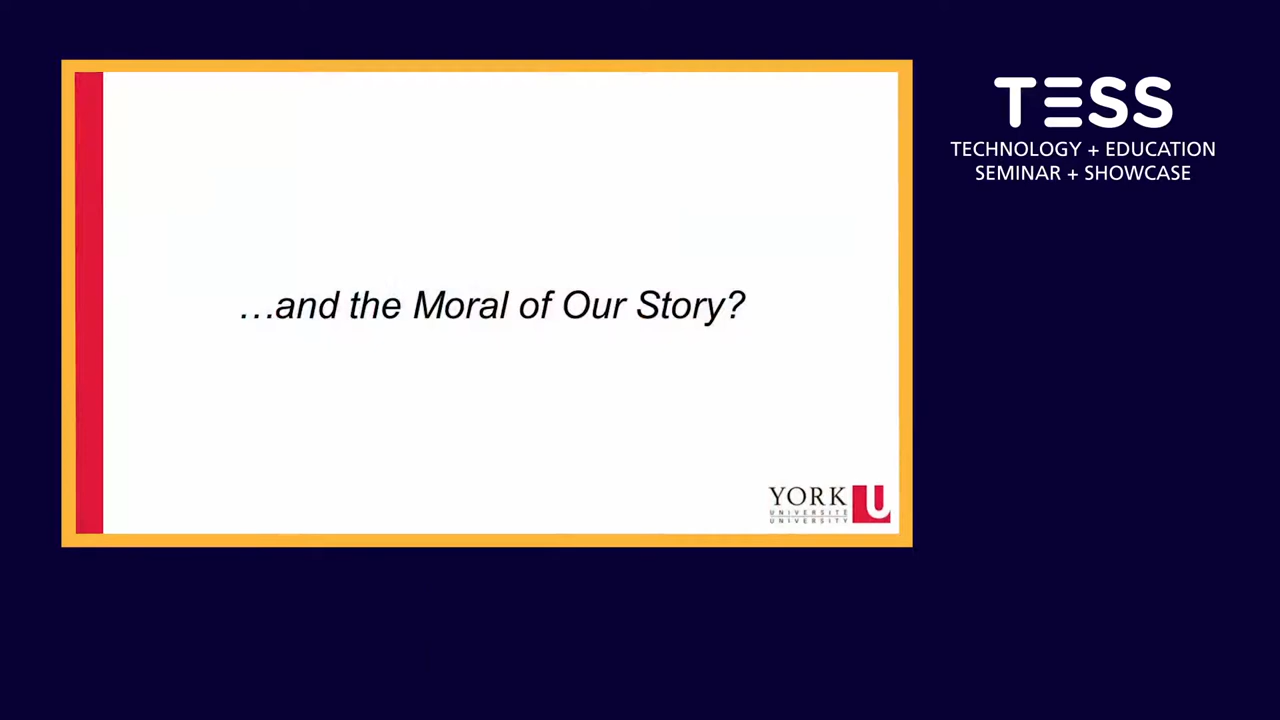 …and the Moral of Our Story?
YORK U
UNIVERSITÉ
UNIVERSITY
TESS
TECHNOLOGY + EDUCATION
SEMINAR + SHOWCASE